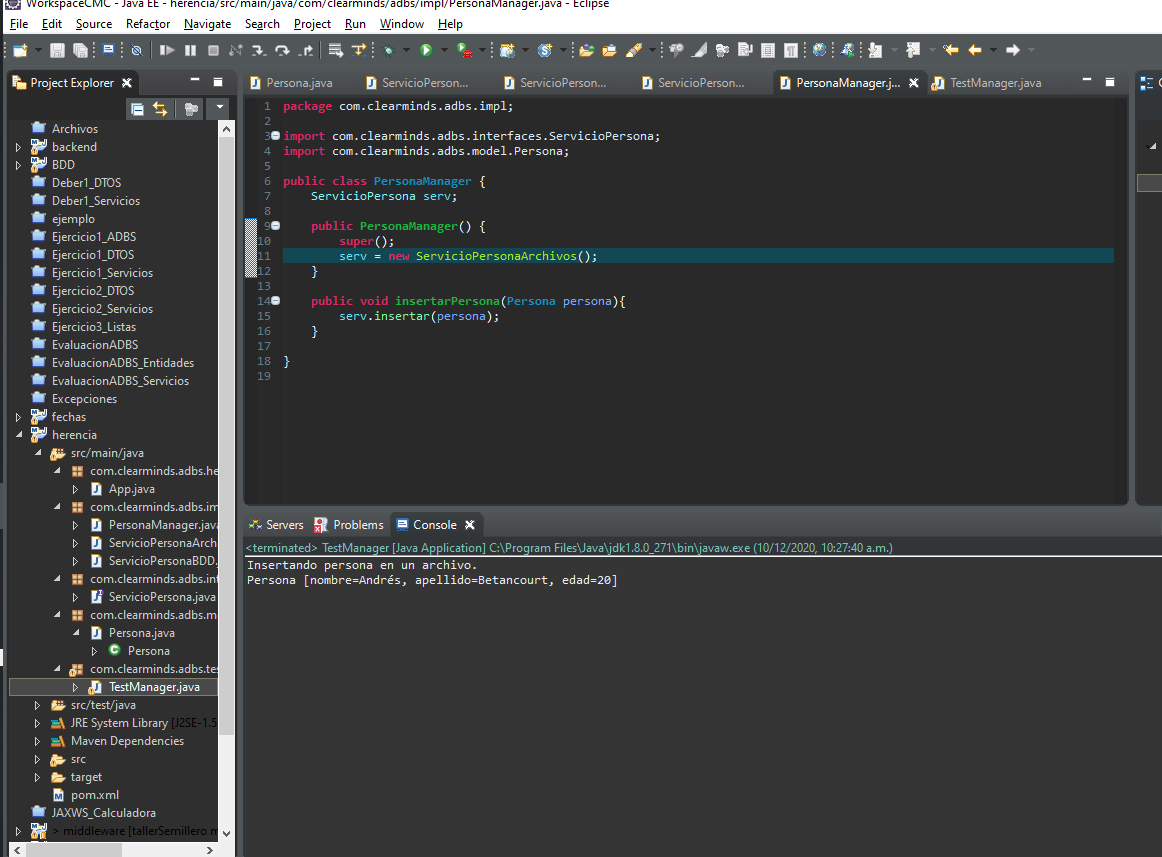 WorkspaceCMC - Java EE - herencia/src/main/java/com/clearminds/adbs/impl/PersonaManager.java - Eclipse
File Edit Source Refactor Navigate Search Project Run Window Help
Project Explorer
Persona.java ServicioPerson... ServicioPerson... ServicioPerson... PersonaManager.j... TestManager.java
Archivos
backend
BDD
Deber1_DTOS
Deber1_Servicios
ejemplo
Ejercicio1_ADBS
Ejercicio1_DTOS
Ejercicio1_Servicios
Ejercicio2_DTOS
Ejercicio2_Servicios
Ejercicio3_Listas
EvaluacionADBS
EvaluacionADBS_Entidades
EvaluacionADBS_Servicios
Excepciones
fechas
herencia
src/main/java
com.clearminds.adbs.he
App.java
com.clearminds.adbs.im
PersonaManager.java
ServicioPersonaArch
ServicioPersonaBDD.
com.clearminds.adbs.int
ServicioPersona.java
com.clearminds.adbs.m
Persona.java
Persona
com.clearminds.adbs.tes
TestManager.java
src/test/java
JRE System Library [J2SE-1.5
Maven Dependencies
src
target
pom.xml
JAXWS_Calculadora
> middleware [tallerSemillero m
1 package com.clearminds.adbs.impl;
2
3 import com.clearminds.adbs.interfaces.ServicioPersona;
4 import com.clearminds.adbs.model.Persona;
5
6 public class PersonaManager {
7 ServicioPersona serv;
8
9 public PersonaManager() {
10 super();
11 serv = new ServicioPersonaArchivos();
12 }
13
14 public void insertarPersona(Persona persona){
15 serv.insertar(persona);
16 }
17
18 }
19
Servers Problems Console
<terminated> TestManager [Java Application] C:\Program Files\Java\jdk1.8.0_271\bin\javaw.exe (10/12/2020, 10:27:40 a.m.)
Insertando persona en un archivo.
Persona [nombre=Andrés, apellido=Betancourt, edad=20]